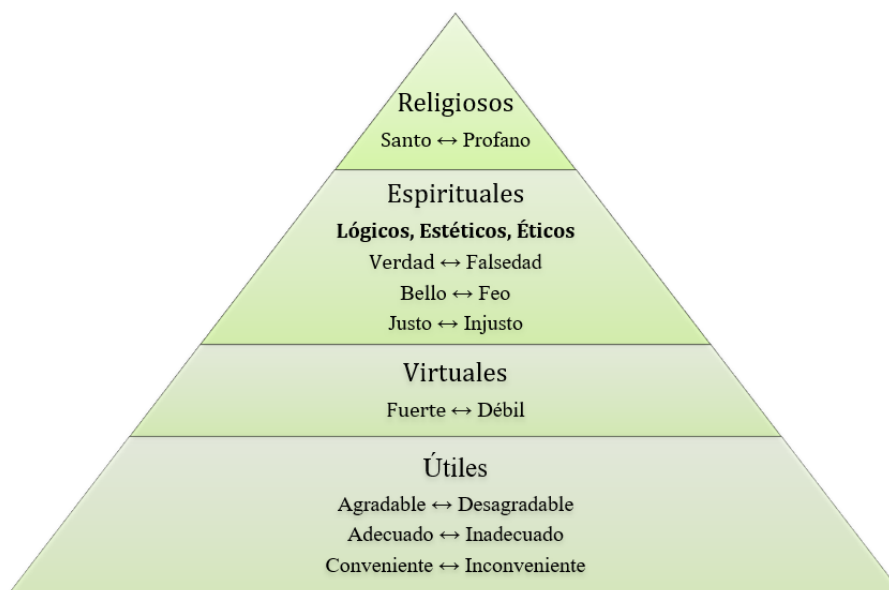 Religiosos
Santo ↔ Profano
Espirituales
Lógicos, Estéticos, Éticos
Verdad ↔ Falsedad
Bello ↔ Feo
Justo ↔ Injusto
Virtuales
Fuerte ↔ Débil
Útiles
Agradable ↔ Desagradable
Adecuado ↔ Inadecuado
Conveniente ↔ Inconveniente